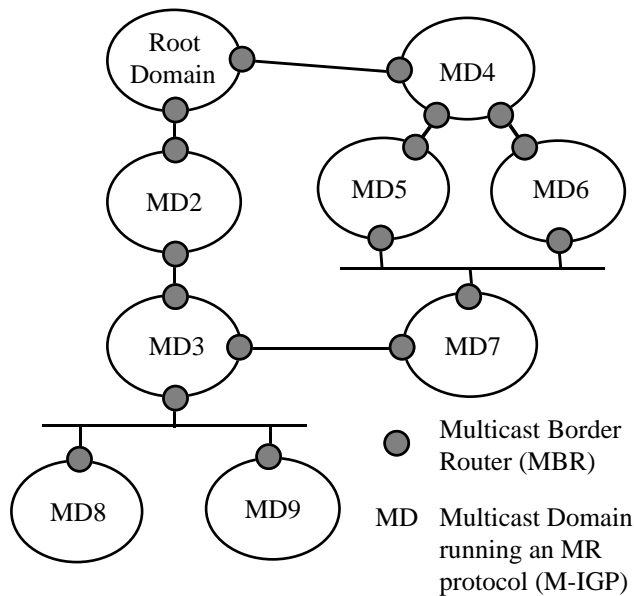 Root
Domain
MD4
MD2
MD5
MD6
MD3
MD7
MD8
MD9
Multicast Border
Router (MBR)
MD Multicast Domain
running an MR
protocol (M-IGP)